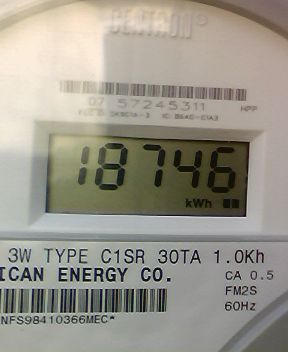 CENTRON®
07 57245311 HPP
18746
kWh
3W TYPE C1SR 30TA 1.0Kh
ICAN ENERGY CO.
CA 0.5
FM2S
60Hz
NFS98410366MEC*